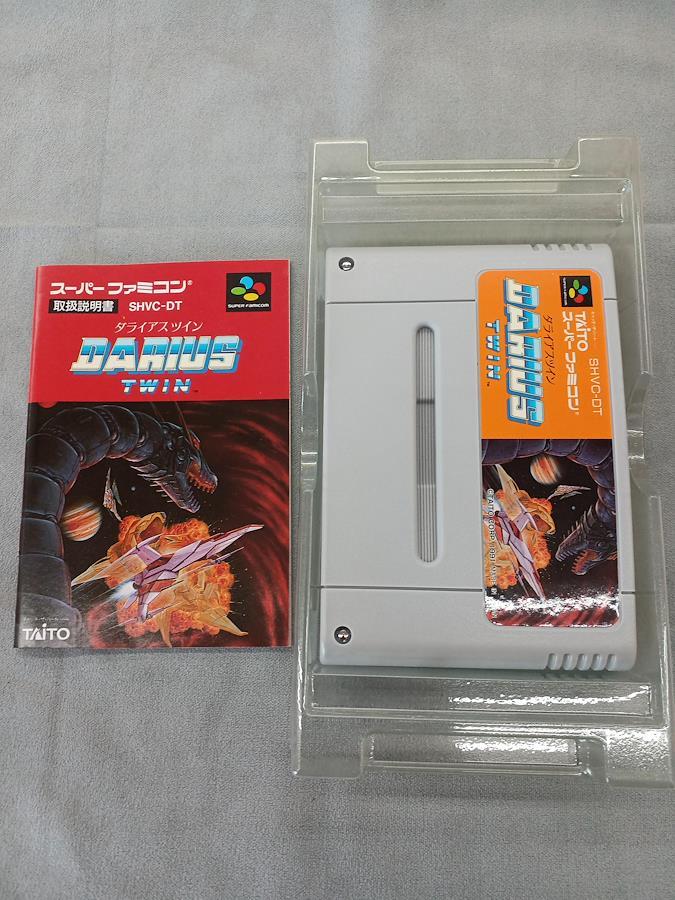 スーパーファミコン®
取扱説明書 SHVC-DT
SUPER FAMICOM
ダライアス ツイン
DARIUS
TWIN™
TAITO
TAITO SHVC-DT
スーパーファミコン®
ダライアスツイン
DARIUS
TWIN™